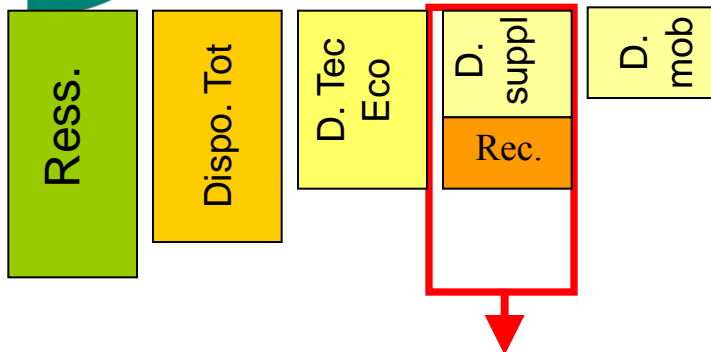 Ress.
Dispo. Tot
D. Tec
Eco
D.
suppl
Rec.
D.
mob